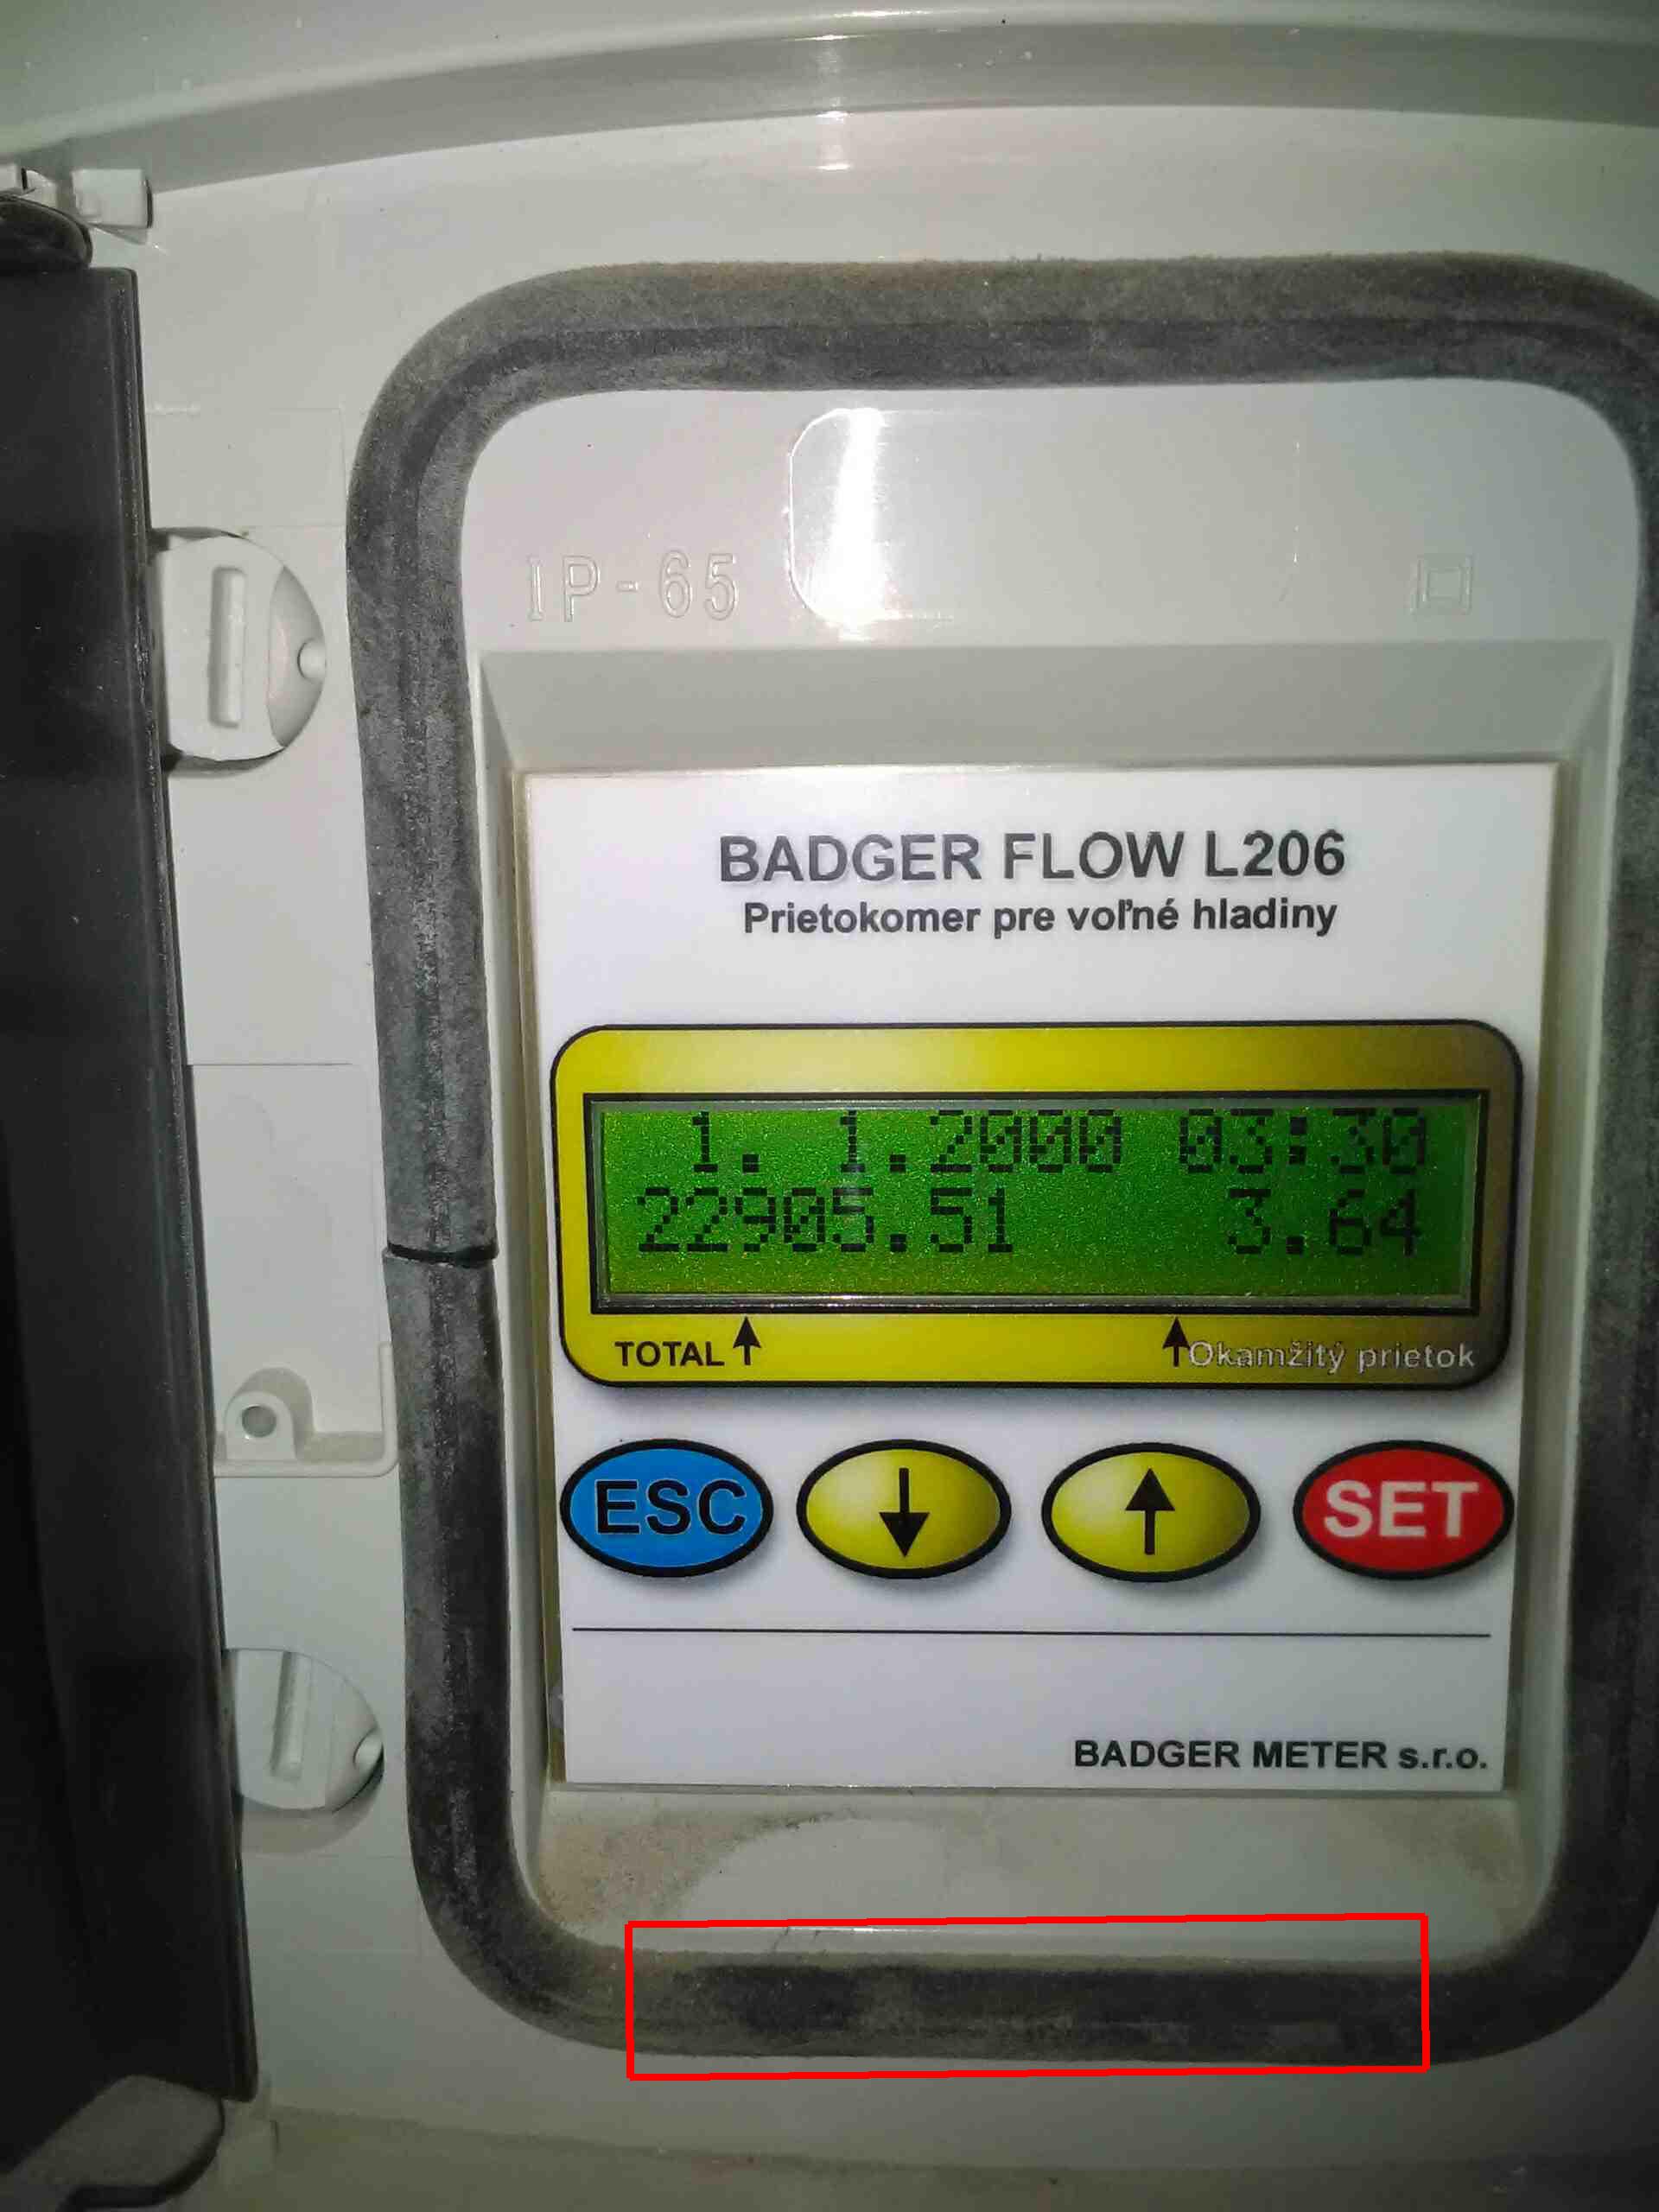 IP-65
BADGER FLOW L206
Prietokomer pre voľné hladiny
1. 1.2000 03:30
22905.51 3.64
TOTAL Okamžitý prietok
ESC ↓ ↑ SET
BADGER METER s.r.o.